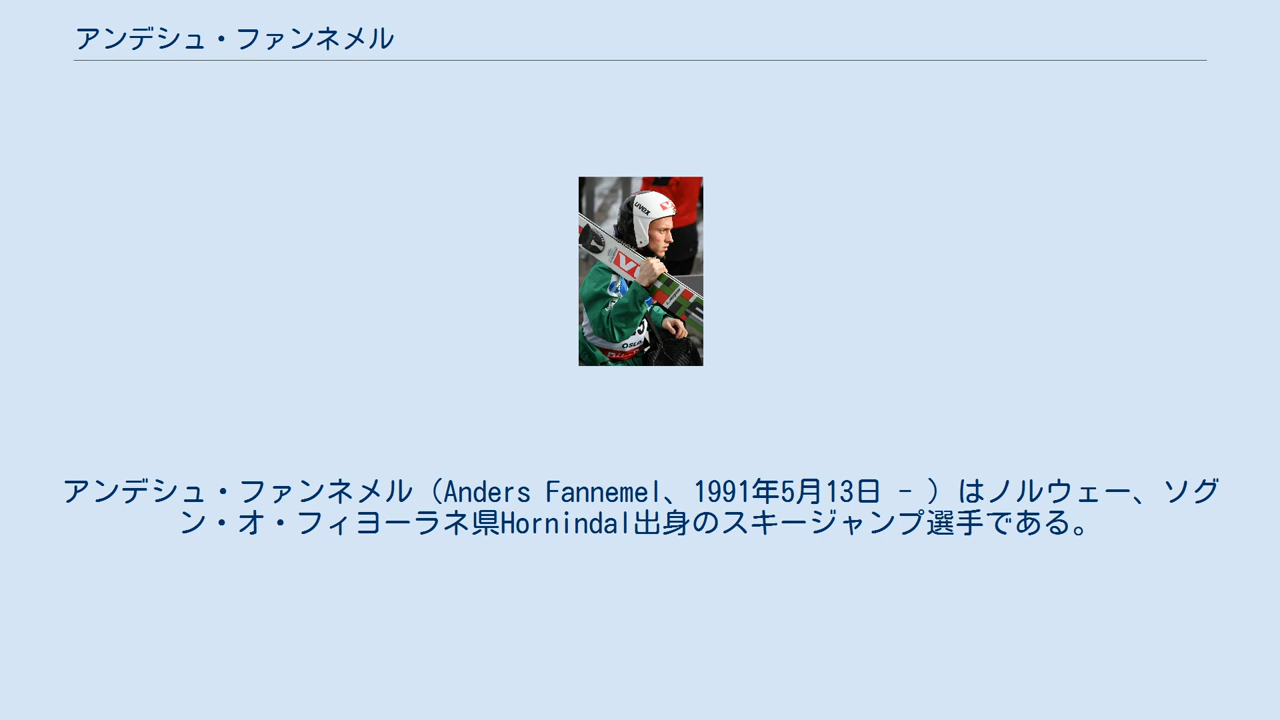 アンデシュ・ファンネメル
uvex
OSLO
アンデシュ・ファンネメル（Anders Fannemel、1991年5月13日 - ）はノルウェー、ソグ
ン・オ・フィヨーラネ県Hornindal出身のスキージャンプ選手である。